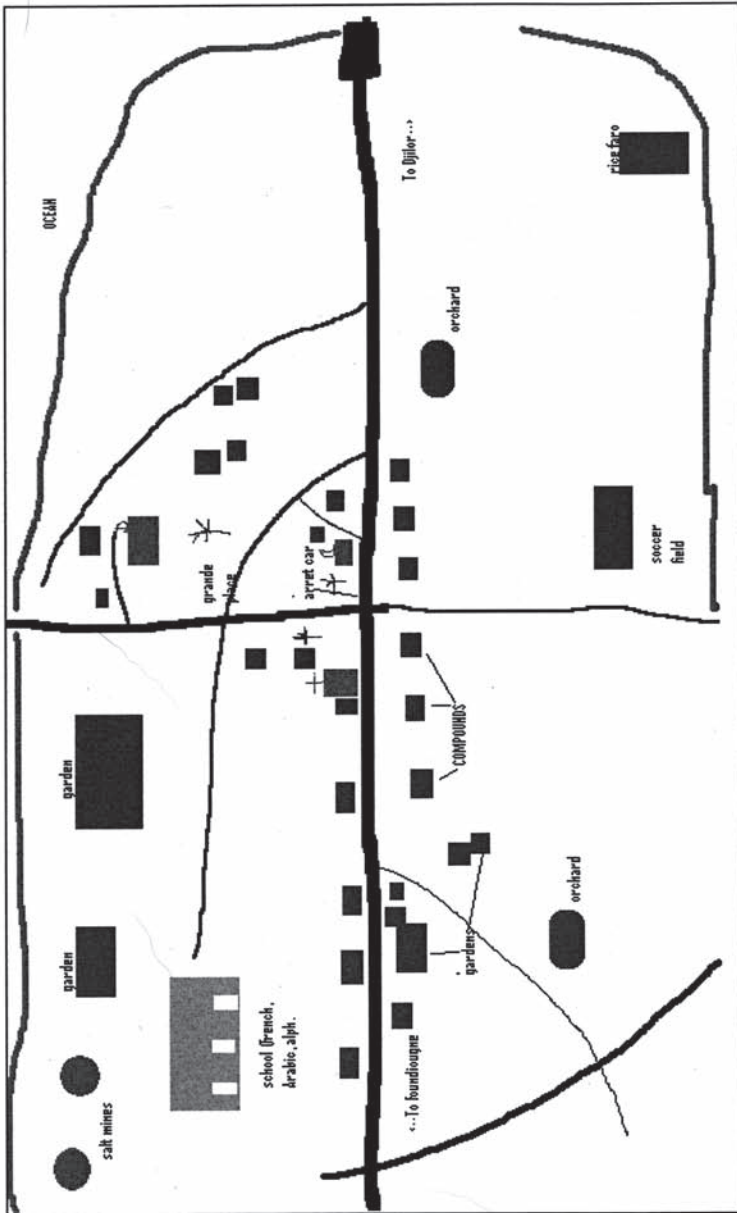 OCEAN
garden
garden
salt mines
grande
place
school (french,
Arabic, alph.
arret car
To Djilor-->
<--To foundiougne
COMPOUNDS
orchard
gardens
orchard
rice faro
soccer
field